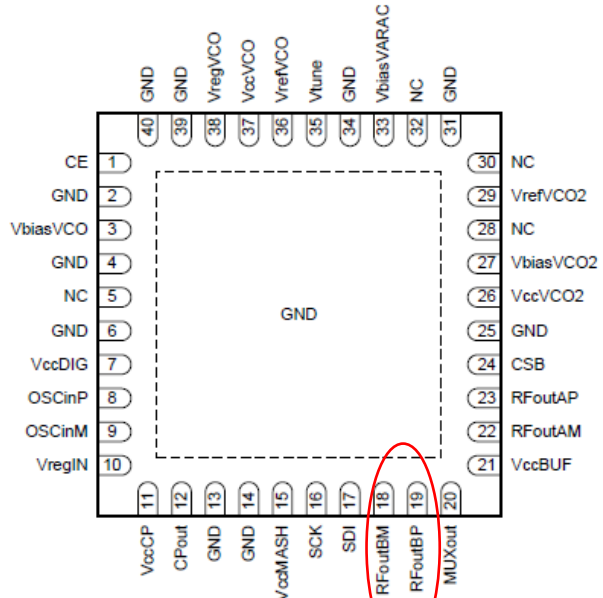 GND
GND
VregVCO
VccVCO
VrefVCO
Vtune
GND
VbiasVARAC
NC
GND
40
39
38
37
36
35
34
33
32
31
CE 1
GND 2
VbiasVCO 3
GND 4
NC 5
GND 6
VccDIG 7
OSCinP 8
OSCinM 9
VregIN 10
GND
30 NC
29 VrefVCO2
28 NC
27 VbiasVCO2
26 VccVCO2
25 GND
24 CSB
23 RFoutAP
22 RFoutAM
21 VccBUF
11
12
13
14
15
16
17
18
19
20
VccCP
CPout
GND
GND
VccMASH
SCK
SDI
RFoutBM
RFoutBP
MUXout